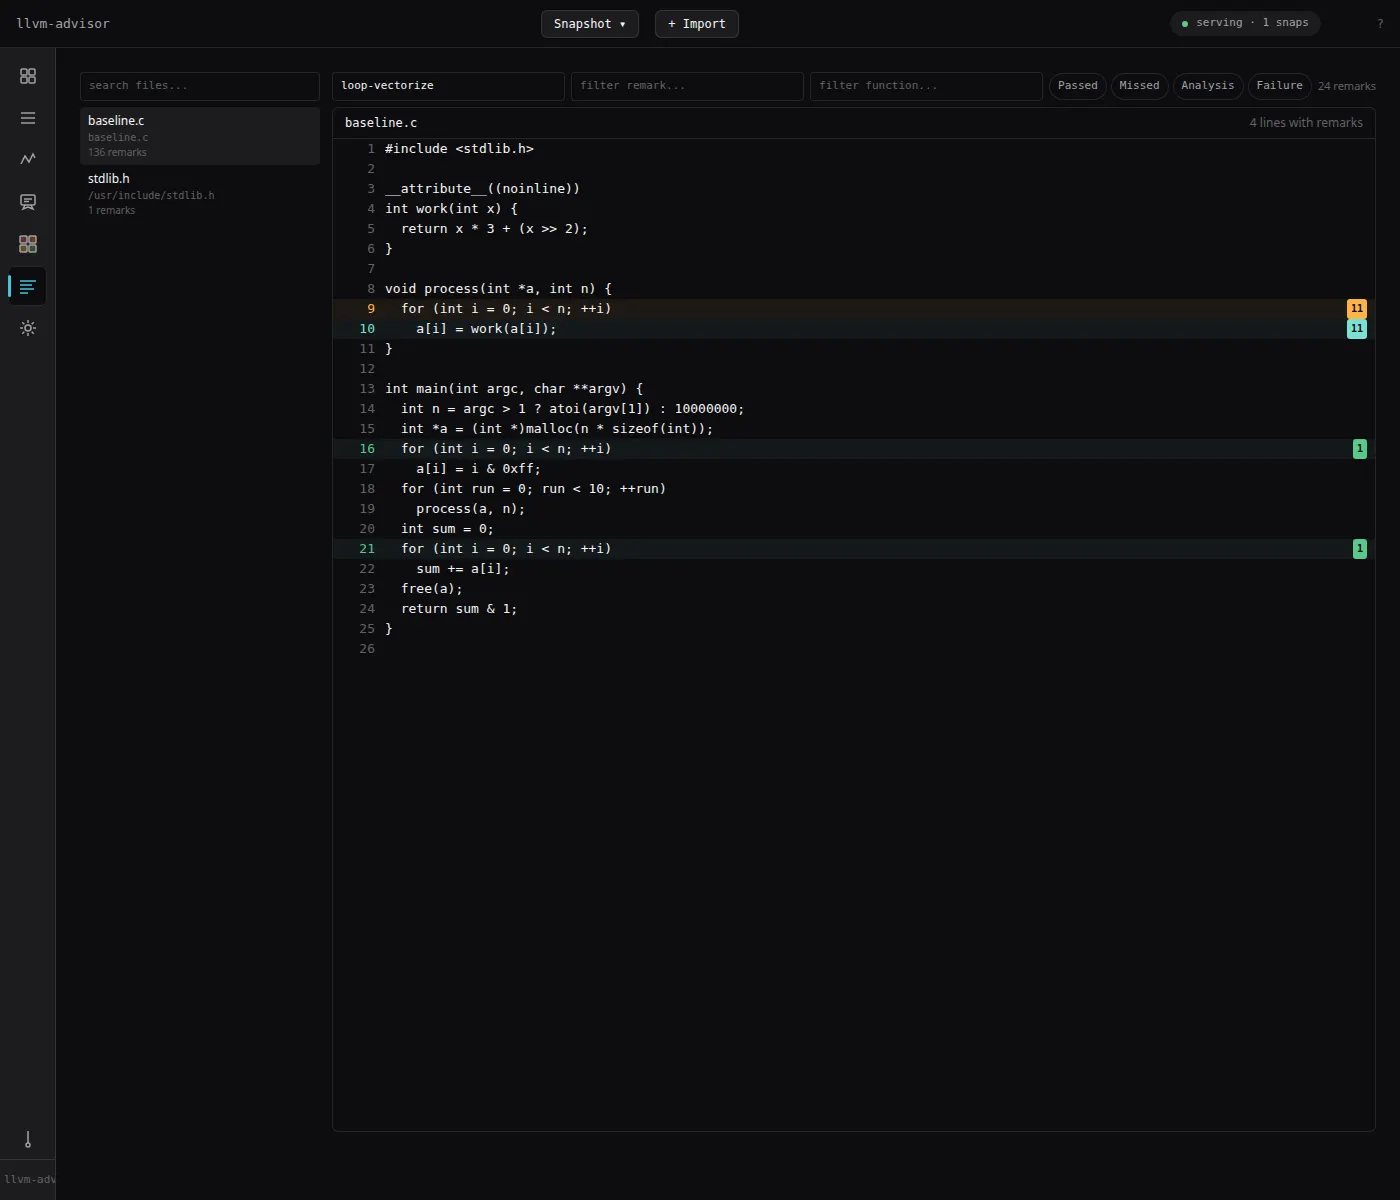 llvm-advisor
Snapshot ▾
+ Import
serving · 1 snaps
?
search files...
loop-vectorize
filter remark...
filter function...
Passed
Missed
Analysis
Failure
24 remarks
baseline.c
baseline.c
136 remarks
stdlib.h
/usr/include/stdlib.h
1 remarks
baseline.c
4 lines with remarks
1 #include <stdlib.h>
2
3 __attribute__((noinline))
4 int work(int x) {
5   return x * 3 + (x >> 2);
6 }
7
8 void process(int *a, int n) {
9   for (int i = 0; i < n; ++i) 11
10     a[i] = work(a[i]); 11
11 }
12
13 int main(int argc, char **argv) {
14   int n = argc > 1 ? atoi(argv[1]) : 10000000;
15   int *a = (int *)malloc(n * sizeof(int));
16   for (int i = 0; i < n; ++i) 1
17     a[i] = i & 0xff;
18   for (int run = 0; run < 10; ++run)
19     process(a, n);
20   int sum = 0;
21   for (int i = 0; i < n; ++i) 1
22     sum += a[i];
23   free(a);
24   return sum & 1;
25 }
26
llvm-adv